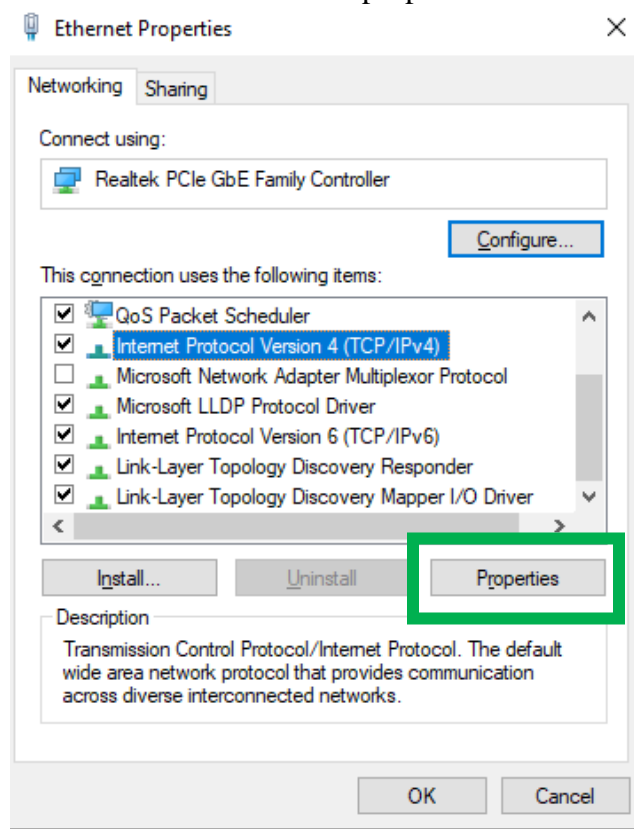 Ethernet Properties
Networking
Sharing
Connect using:
Realtek PCIe GbE Family Controller
Configure...
This connection uses the following items:
QoS Packet Scheduler
Internet Protocol Version 4 (TCP/IPv4)
Microsoft Network Adapter Multiplexor Protocol
Microsoft LLDP Protocol Driver
Internet Protocol Version 6 (TCP/IPv6)
Link-Layer Topology Discovery Responder
Link-Layer Topology Discovery Mapper I/O Driver
Install...
Uninstall
Properties
Description
Transmission Control Protocol/Internet Protocol. The default
wide area network protocol that provides communication
across diverse interconnected networks.
OK
Cancel